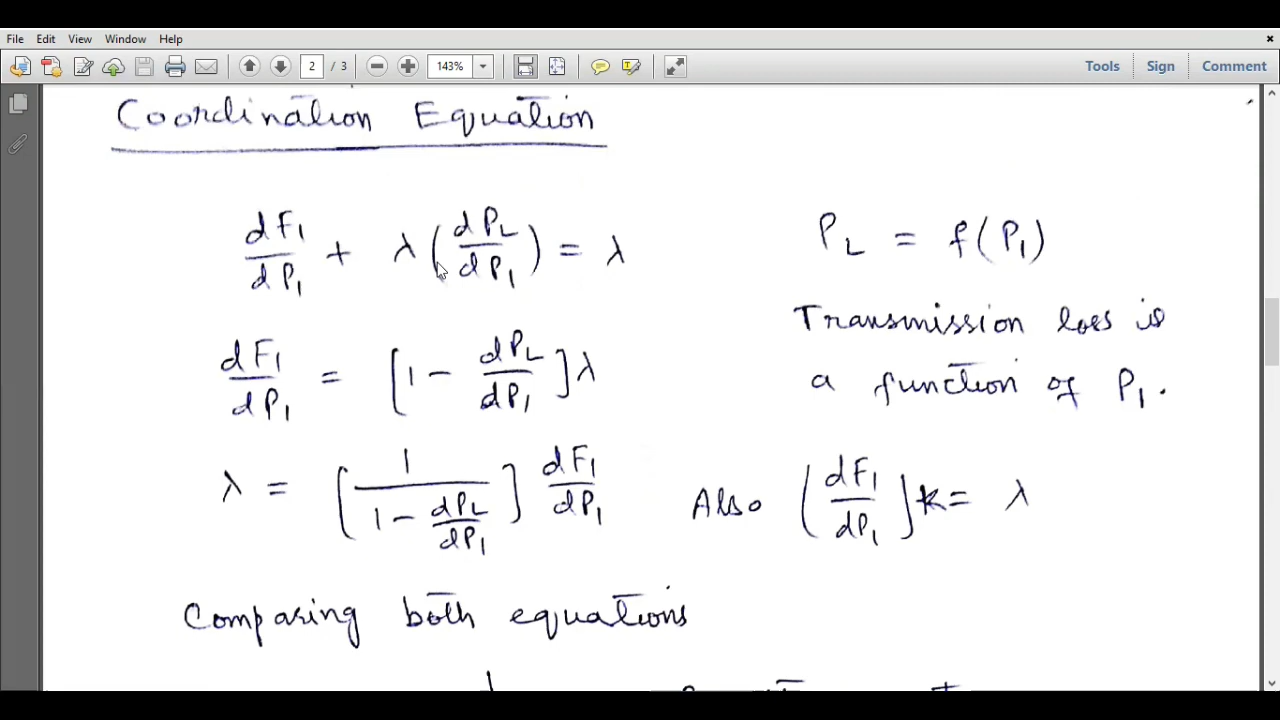 File Edit View Window Help
2 / 3 143% Tools Sign Comment
Coordination Equation
dF₁/dP₁ + λ(dP_L/dP₁) = λ
P_L = f(P₁)
Transmission loss is
a function of P₁.
dF₁/dP₁ = [1 − dP_L/dP₁]λ
λ = [1/(1 − dP_L/dP₁)] dF₁/dP₁
Also (dF₁/dP₁)k = λ
Comparing both equations